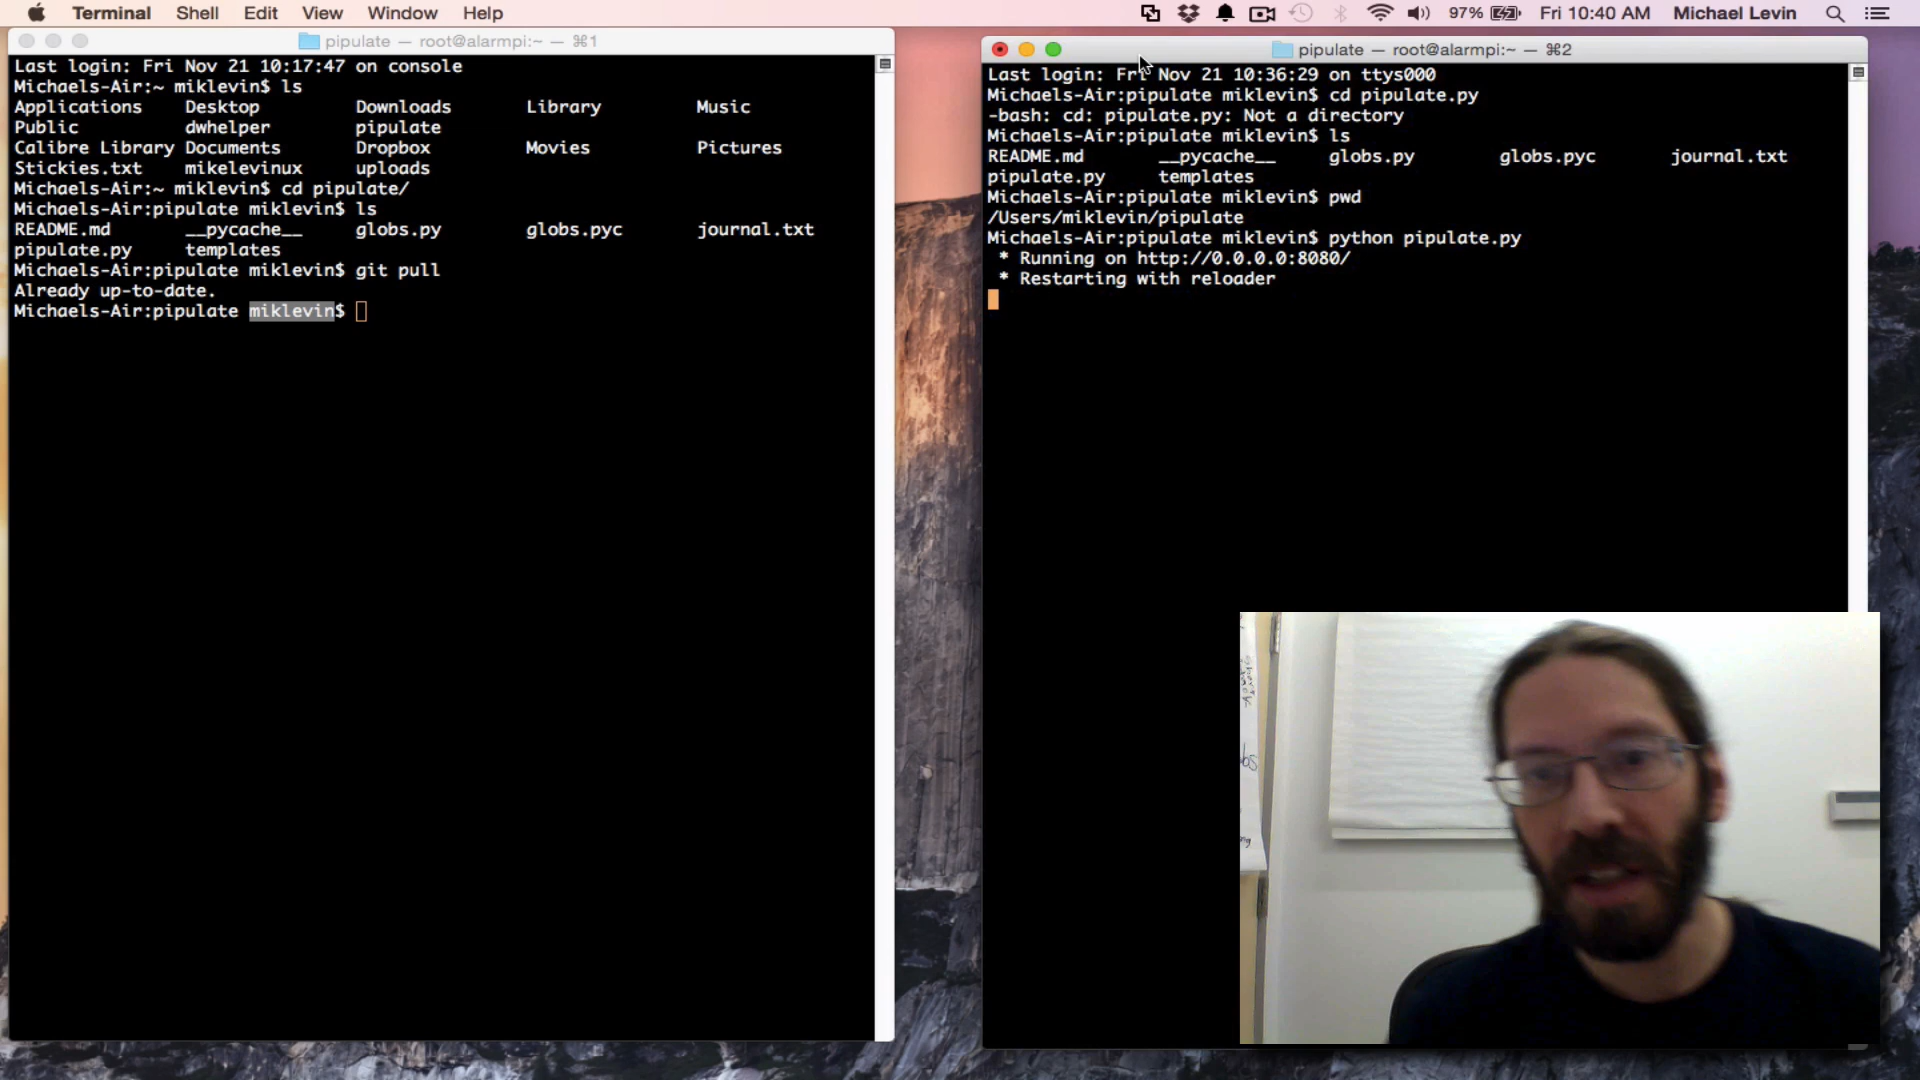 Terminal Shell Edit View Window Help 97% Fri 10:40 AM Michael Levin
pipulate — root@alarmpi:~ — ⌘1
Last login: Fri Nov 21 10:17:47 on console
Michaels-Air:~ miklevin$ ls
Applications Desktop Downloads Library Music
Public dwhelper pipulate
Calibre Library Documents Dropbox Movies Pictures
Stickies.txt mikelevinux uploads
Michaels-Air:~ miklevin$ cd pipulate/
Michaels-Air:pipulate miklevin$ ls
README.md __pycache__ globs.py globs.pyc journal.txt
pipulate.py templates
Michaels-Air:pipulate miklevin$ git pull
Already up-to-date.
Michaels-Air:pipulate miklevin$
pipulate — root@alarmpi:~ — ⌘2
Last login: Fri Nov 21 10:36:29 on ttys000
Michaels-Air:pipulate miklevin$ cd pipulate.py
-bash: cd: pipulate.py: Not a directory
Michaels-Air:pipulate miklevin$ ls
README.md __pycache__ globs.py globs.pyc journal.txt
pipulate.py templates
Michaels-Air:pipulate miklevin$ pwd
/Users/miklevin/pipulate
Michaels-Air:pipulate miklevin$ python pipulate.py
* Running on http://0.0.0.0:8080/
* Restarting with reloader